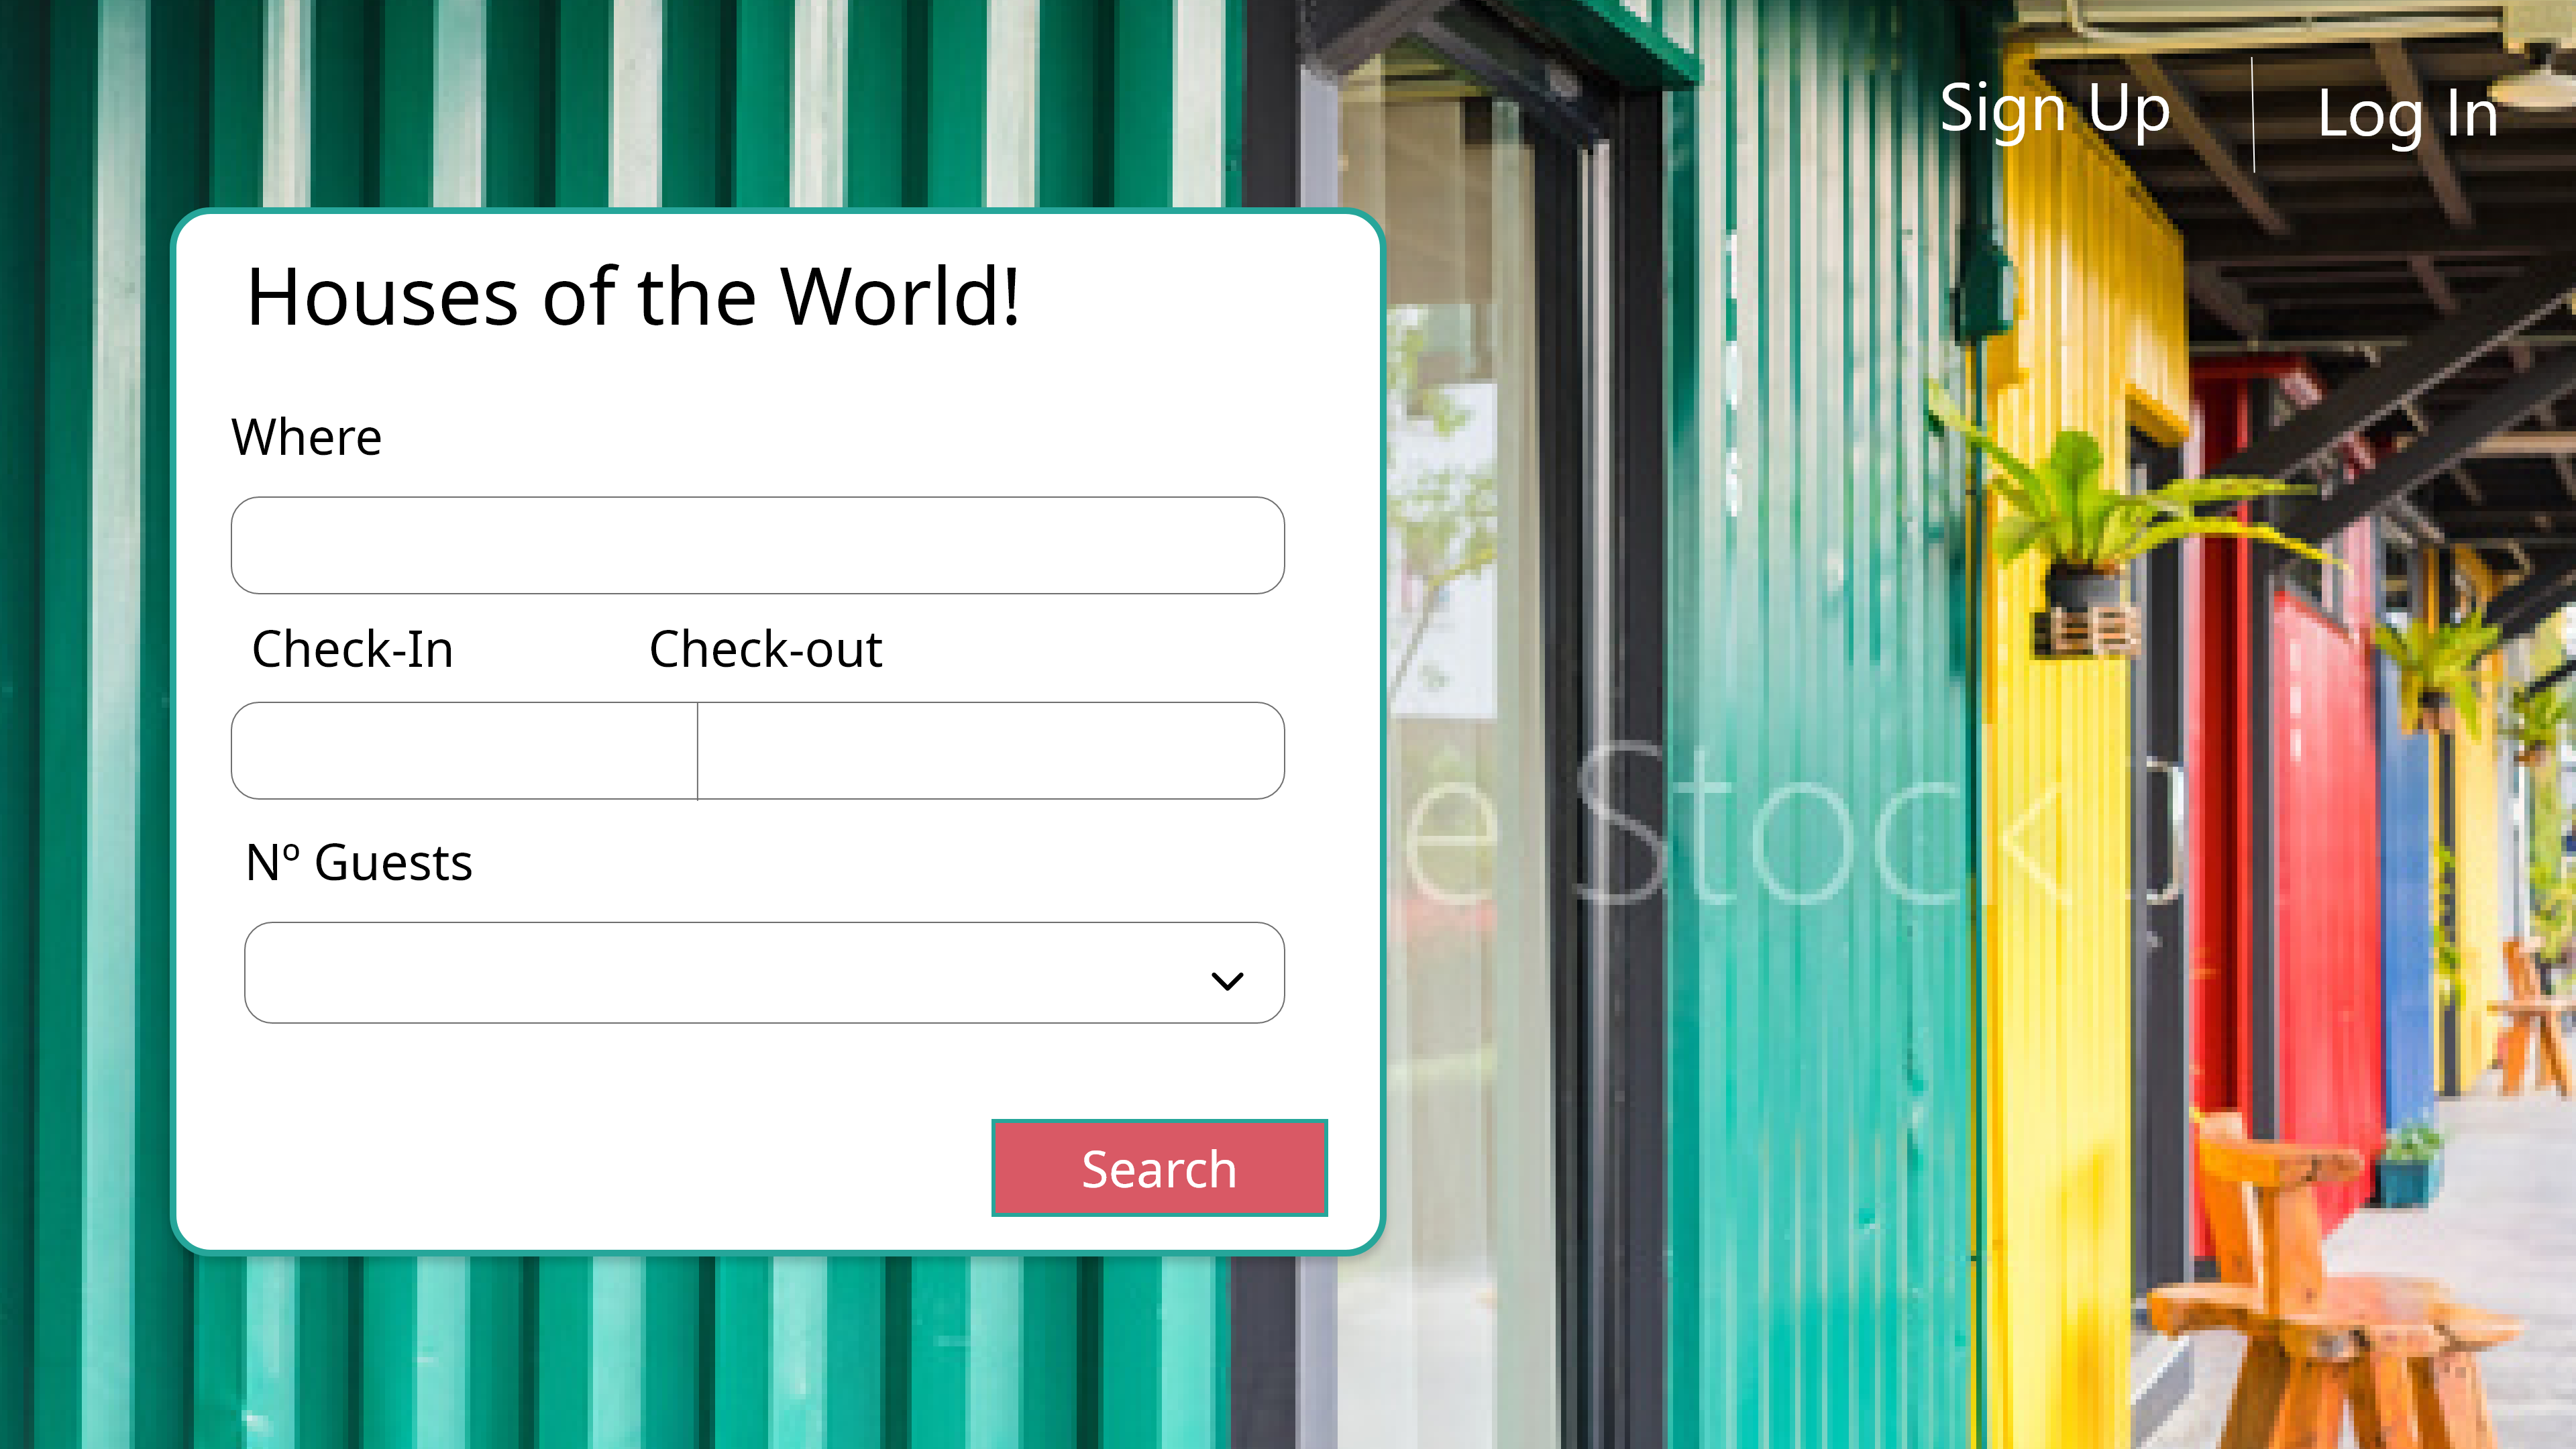 Sign Up
Log In
Houses of the World!
Where
Check-In Check-out
Nº Guests
Search
e Stock